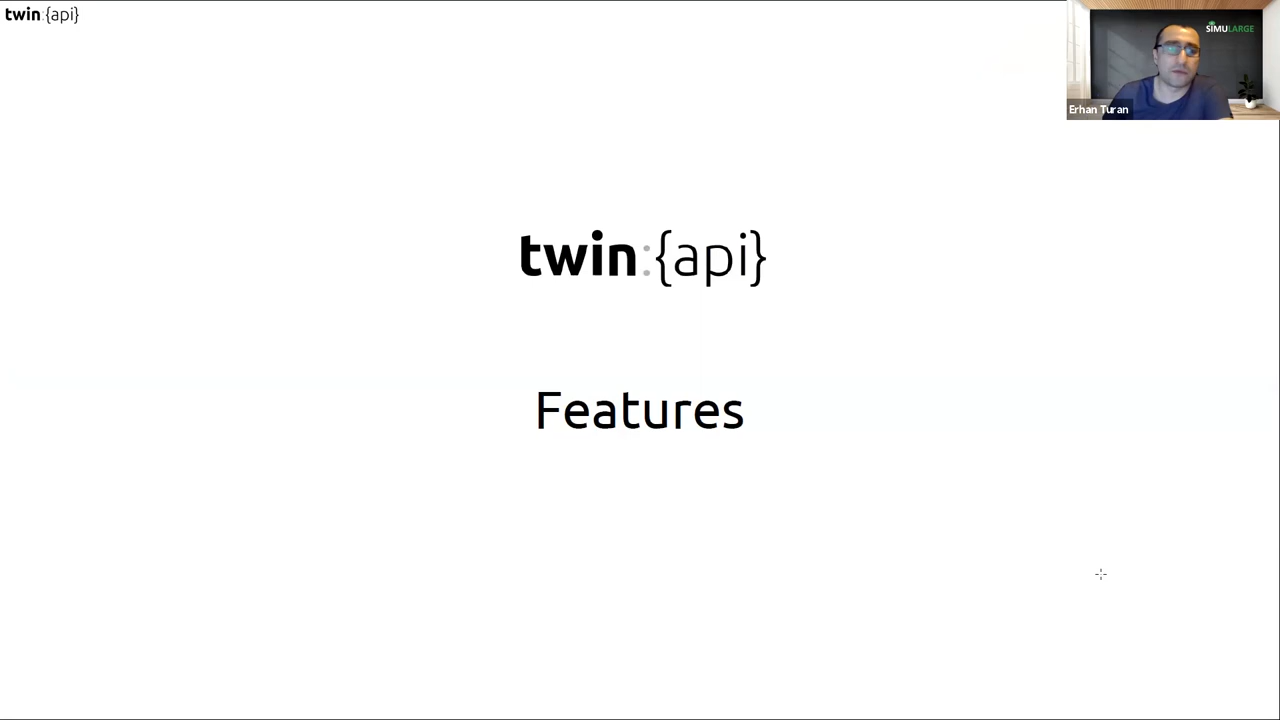 twin:{api}
SIMULARGE
Erhan Turan
twin:{api}
Features